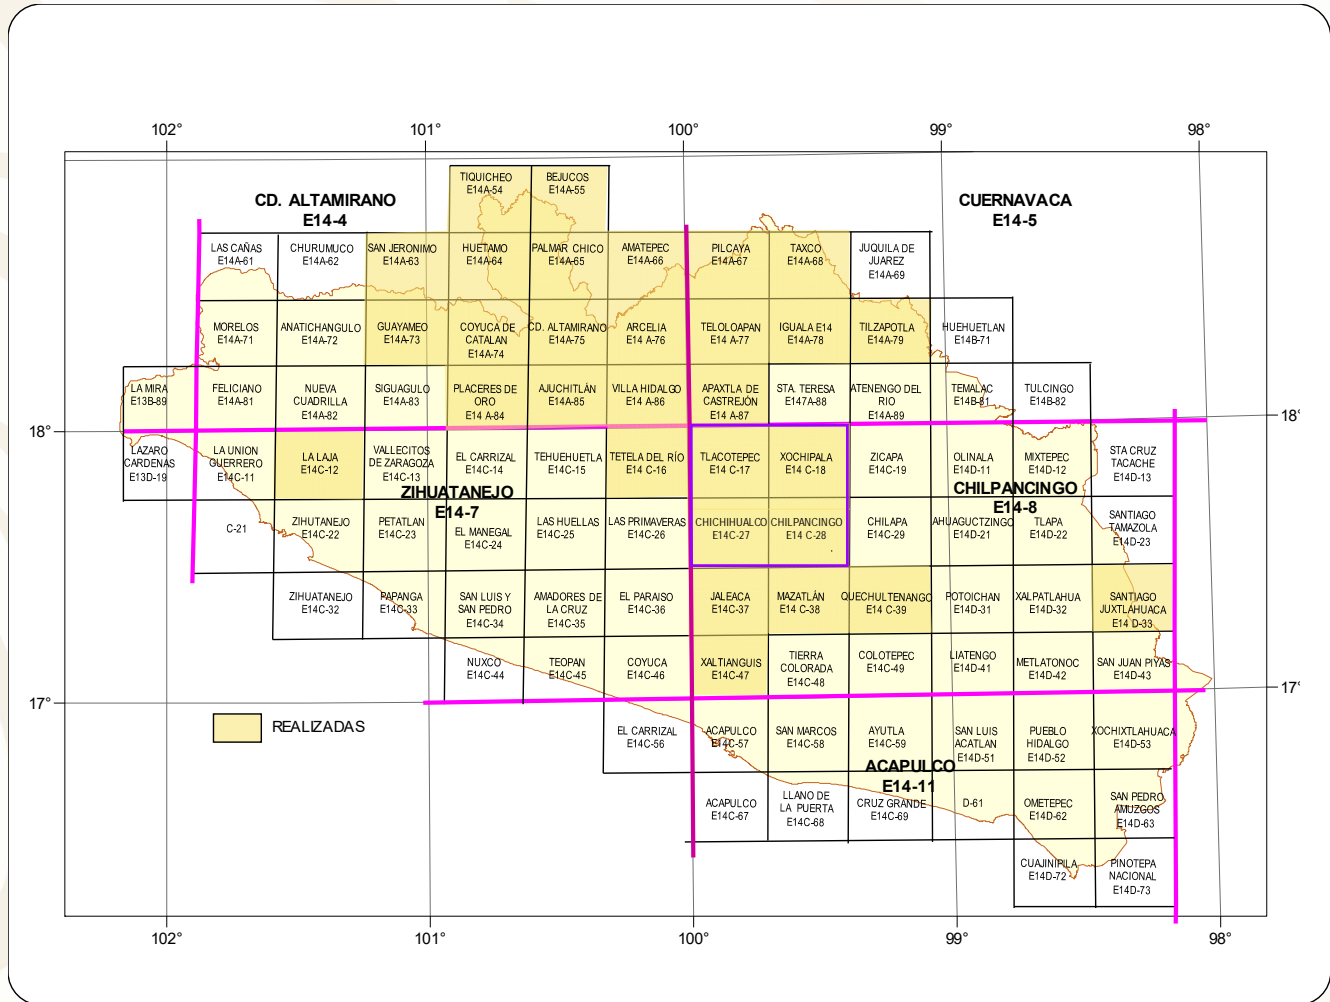 102°
101°
100°
99°
98°
TIQUICHEO
E14A-54
BEJUCOS
E14A-55
CD. ALTAMIRANO
E14-4
CUERNAVACA
E14-5
LAS CAÑAS
E14A-61
CHURUMUCO
E14A-62
SAN JERONIMO
E14A-63
HUETAMO
E14A-64
PALMAR CHICO
E14A-65
AMATEPEC
E14A-66
PILCAYA
E14A-67
TAXCO
E14A-68
JUQUILA DE
JUAREZ
E14A-69
MORELOS
E14A-71
ANATICHANGULO
E14A-72
GUAYAMEO
E14A-73
COYUCA DE
CATALAN
E14A-74
CD. ALTAMIRANO
E14A-75
ARCELIA
E14 A-76
TELOLOAPAN
E14 A-77
IGUALA E14
E14A-78
TILZAPOTLA
E14A-79
HUEHUETLAN
E14B-71
LA MIRA
E13B-89
FELICIANO
E14A-81
NUEVA
CUADRILLA
E14A-82
SIGUAGULO
E14A-83
PLACERES DE
ORO
E14 A-84
AJUCHITLÁN
E14A-85
VILLA HIDALGO
E14 A-86
APAXTLA DE
CASTREJÓN
E14 A-87
STA. TERESA
E147A-88
ATENENGO DEL
RIO
E14A-89
TEMALAC
E14B-81
TULCINGO
E14B-82
18°
18°
LAZARO
CARDENAS
E13D-19
LA UNION
GUERRERO
E14C-11
LA LAJA
E14C-12
VALLECITOS
DE ZARAGOZA
E14C-13
EL CARRIZAL
E14C-14
TEHUEHUETLA
E14C-15
TETELA DEL RÍO
E14 C-16
TLACOTEPEC
E14 C-17
XOCHIPALA
E14 C-18
ZICAPA
E14C-19
OLINALA
E14D-11
MIXTEPEC
E14D-12
STA CRUZ
TACACHE
E14D-13
ZIHUATANEJO
E14-7
CHILPANCINGO
E14-8
C-21
ZIHUTANEJO
E14C-22
PETATLAN
E14C-23
EL MANEGAL
E14C-24
LAS HUELLAS
E14C-25
LAS PRIMAVERAS
E14C-26
CHICHIHUALCO
E14C-27
CHILPANCINGO
E14 C-28
CHILAPA
E14C-29
AHUAGUCTZINGO
E14D-21
TLAPA
E14D-22
SANTIAGO
TAMAZOLA
E14D-23
ZIHUATANEJO
E14C-32
PAPANGA
E14C-33
SAN LUIS Y
SAN PEDRO
E14C-34
AMADORES DE
LA CRUZ
E14C-35
EL PARAISO
E14C-36
JALEACA
E14C-37
MAZATLÁN
E14 C-38
QUECHULTENANGO
E14 C-39
POTOICHAN
E14D-31
XALPATLAHUA
E14D-32
SANTIAGO
JUXTLAHUACA
E14 D-33
NUXCO
E14C-44
TEOPAN
E14C-45
COYUCA
E14C-46
XALTIANGUIS
E14C-47
TIERRA
COLORADA
E14C-48
COLOTEPEC
E14C-49
LIATENGO
E14D-41
METLATONOC
E14D-42
SAN JUAN PIYAS
E14D-43
17°
17°
REALIZADAS
EL CARRIZAL
E14C-56
ACAPULCO
E14C-57
SAN MARCOS
E14C-58
AYUTLA
E14C-59
SAN LUIS
ACATLAN
E14D-51
PUEBLO
HIDALGO
E14D-52
XOCHIXTLAHUACA
E14D-53
ACAPULCO
E14-11
ACAPULCO
E14C-67
LLANO DE
LA PUERTA
E14C-68
CRUZ GRANDE
E14C-69
D-61
OMETEPEC
E14D-62
SAN PEDRO
AMUZGOS
E14D-63
CUAJINIPILA
E14D-72
PINOTEPA
NACIONAL
E14D-73
102°
101°
100°
99°
98°